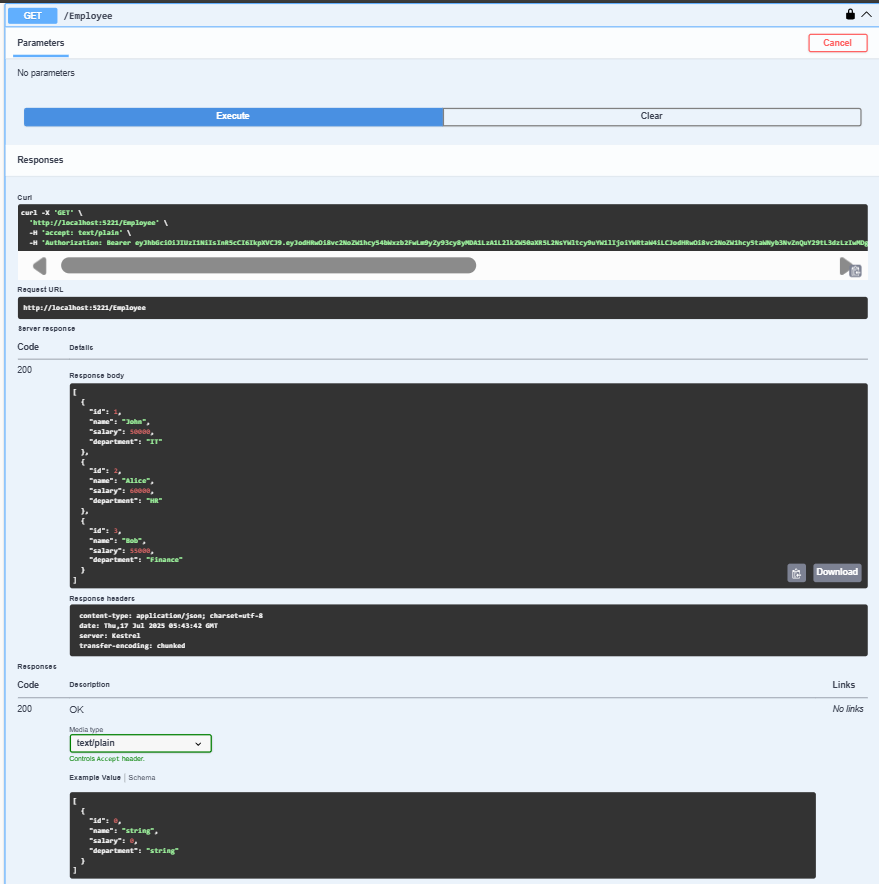 GET /Employee
Parameters
Cancel
No parameters
Execute
Clear
Responses
Curl
curl -X 'GET' \
'http://localhost:5221/Employee' \
-H 'accept: text/plain' \
-H 'Authorization: Bearer
Request URL
http://localhost:5221/Employee
Server response
Code Details
200
Response body
[
{
"id": 1,
"name": "John",
"salary": 50000,
"department": "IT"
},
{
"id": 2,
"name": "Alice",
"salary": 60000,
"department": "HR"
},
{
"id": 3,
"name": "Bob",
"salary": 55000,
"department": "Finance"
}
]
Download
Response headers
content-type: application/json; charset=utf-8
date: Thu,17 Jul 2025 05:43:42 GMT
server: Kestrel
transfer-encoding: chunked
Responses
Code Description Links
200 OK No links
Media type
text/plain
Controls Accept header.
Example Value | Schema
[
{
"id": 0,
"name": "string",
"salary": 0,
"department": "string"
}
]